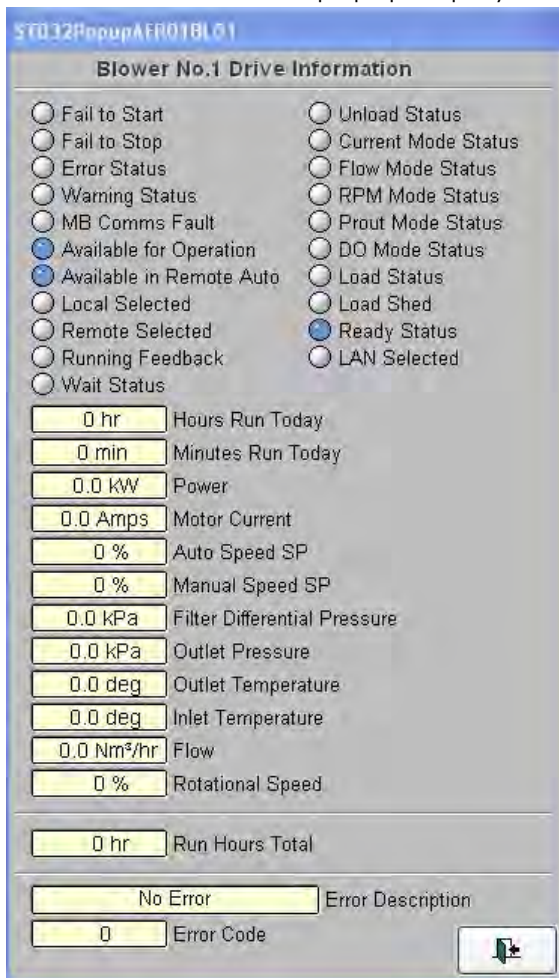 ST032PopupAER01BL01
Blower No.1 Drive Information
Fail to Start
Fail to Stop
Error Status
Warning Status
MB Comms Fault
Available for Operation
Available in Remote Auto
Local Selected
Remote Selected
Running Feedback
Wait Status
Unload Status
Current Mode Status
Flow Mode Status
RPM Mode Status
Prout Mode Status
DO Mode Status
Load Status
Load Shed
Ready Status
LAN Selected
0 hr Hours Run Today
0 min Minutes Run Today
0.0 kW Power
0.0 Amps Motor Current
0 % Auto Speed SP
0 % Manual Speed SP
0.0 kPa Filter Differential Pressure
0.0 kPa Outlet Pressure
0.0 deg Outlet Temperature
0.0 deg Inlet Temperature
0.0 Nm³/hr Flow
0 % Rotational Speed
0 hr Run Hours Total
No Error Error Description
0 Error Code